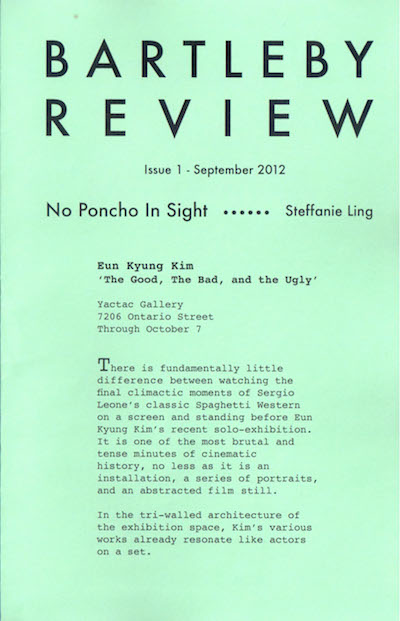 BARTLEBY
REVIEW
Issue 1 - September 2012
No Poncho In Sight •••••• Steffanie Ling
Eun Kyung Kim
‘The Good, The Bad, and the Ugly’
Yactac Gallery
7206 Ontario Street
Through October 7
There is fundamentally little
difference between watching the
final climactic moments of Sergio
Leone’s classic Spaghetti Western
on a screen and standing before Eun
Kyung Kim’s recent solo-exhibition.
It is one of the most brutal and
tense minutes of cinematic
history, no less as it is an
installation, a series of portraits,
and an abstracted film still.
In the tri-walled architecture of
the exhibition space, Kim’s various
works already resonate like actors
on a set.